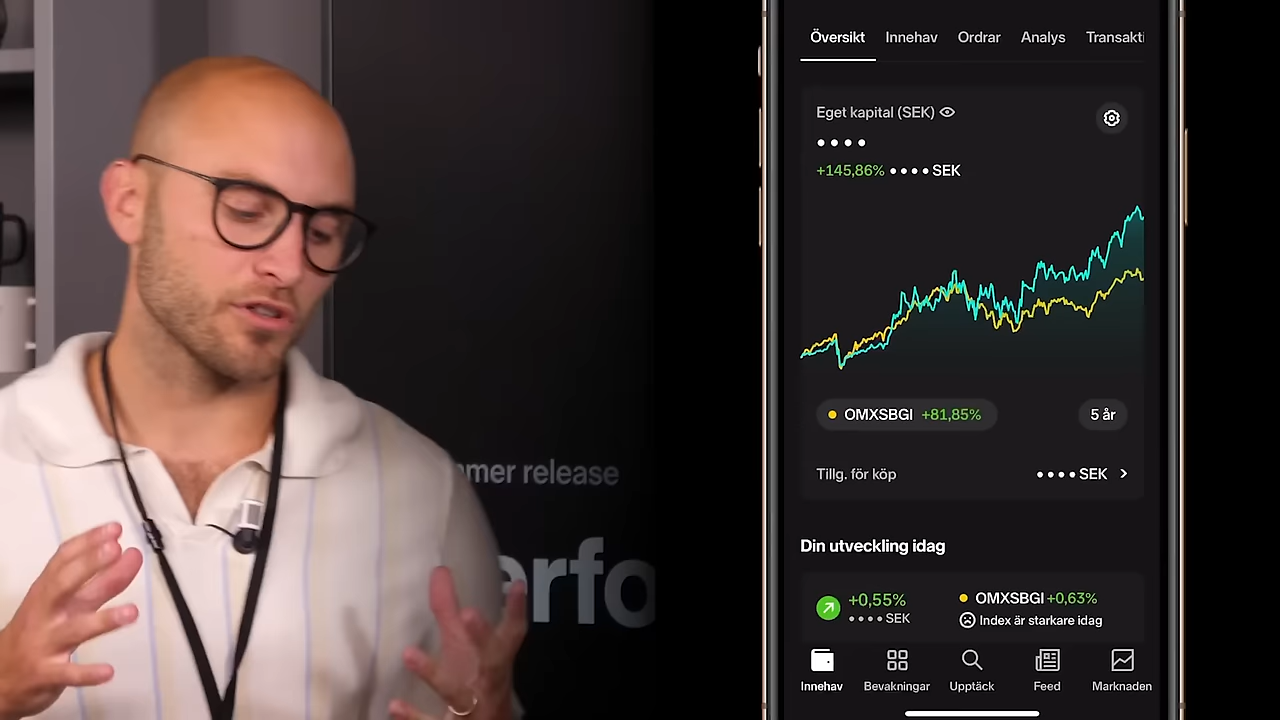 mer release
erfo
Översikt Innehav Ordrar Analys Transakti
Eget kapital (SEK)
+145,86% •••• SEK
OMXSBGI +81,85%
5 år
Tillg. för köp •••• SEK
Din utveckling idag
+0,55%
•••• SEK
OMXSBGI +0,63%
Index är starkare idag
Innehav Bevakningar Upptäck Feed Marknaden